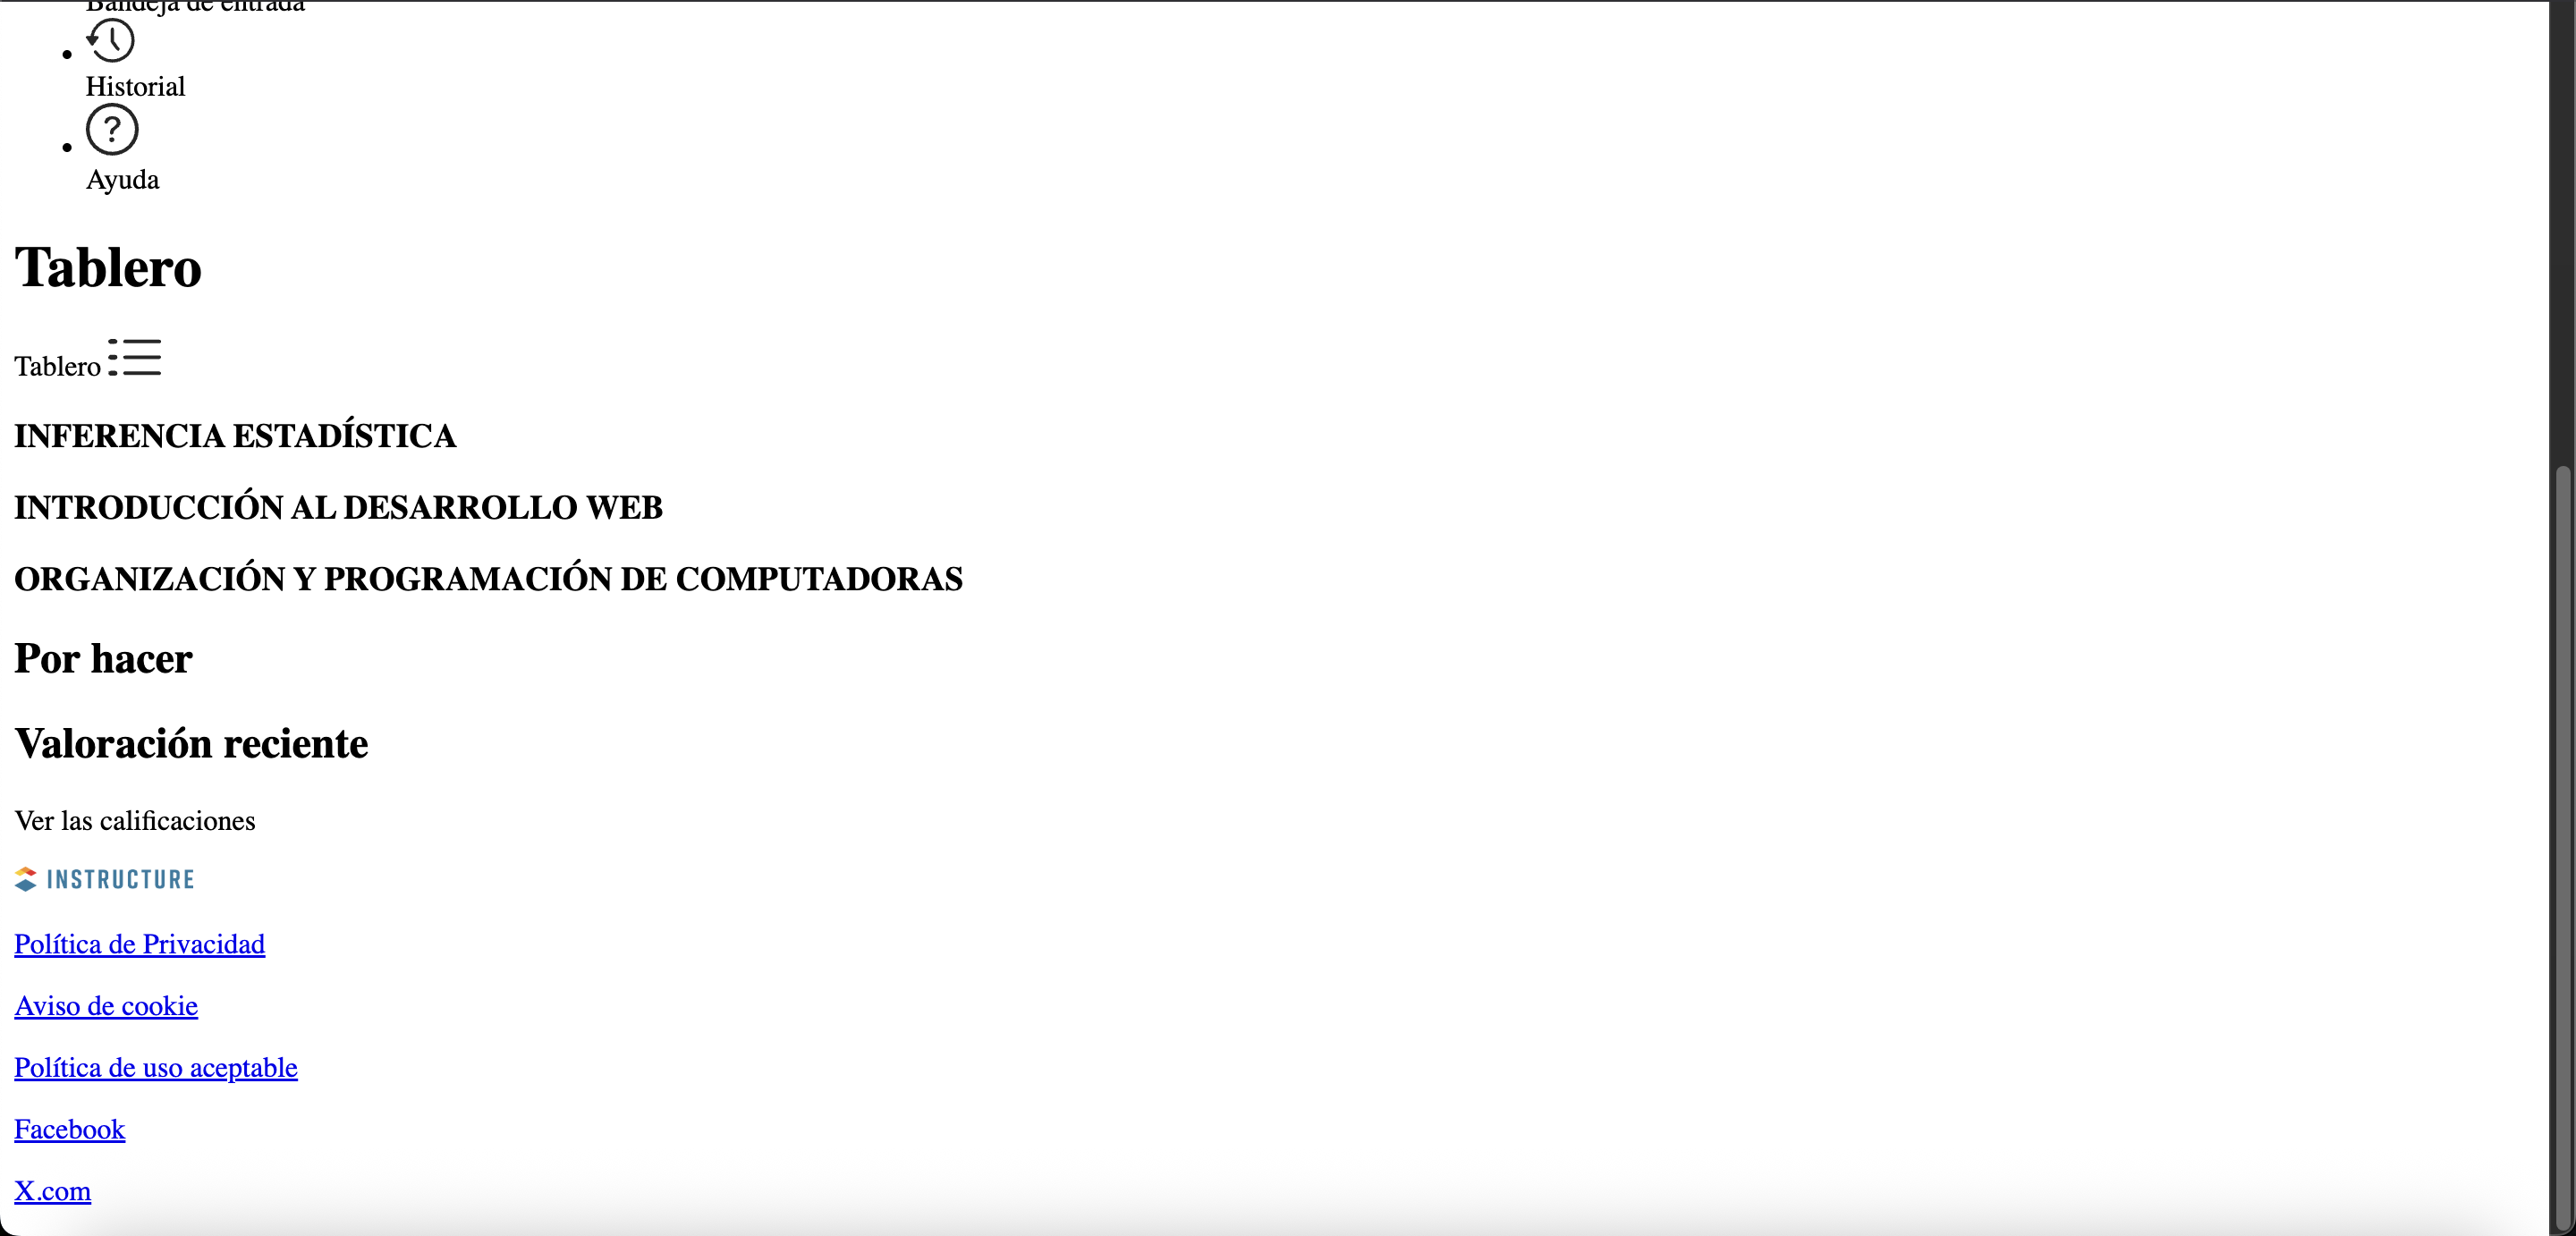 Bandeja de entrada
Historial
Ayuda
Tablero
Tablero
INFERENCIA ESTADÍSTICA
INTRODUCCIÓN AL DESARROLLO WEB
ORGANIZACIÓN Y PROGRAMACIÓN DE COMPUTADORAS
Por hacer
Valoración reciente
Ver las calificaciones
INSTRUCTURE
Política de Privacidad
Aviso de cookie
Política de uso aceptable
Facebook
X.com